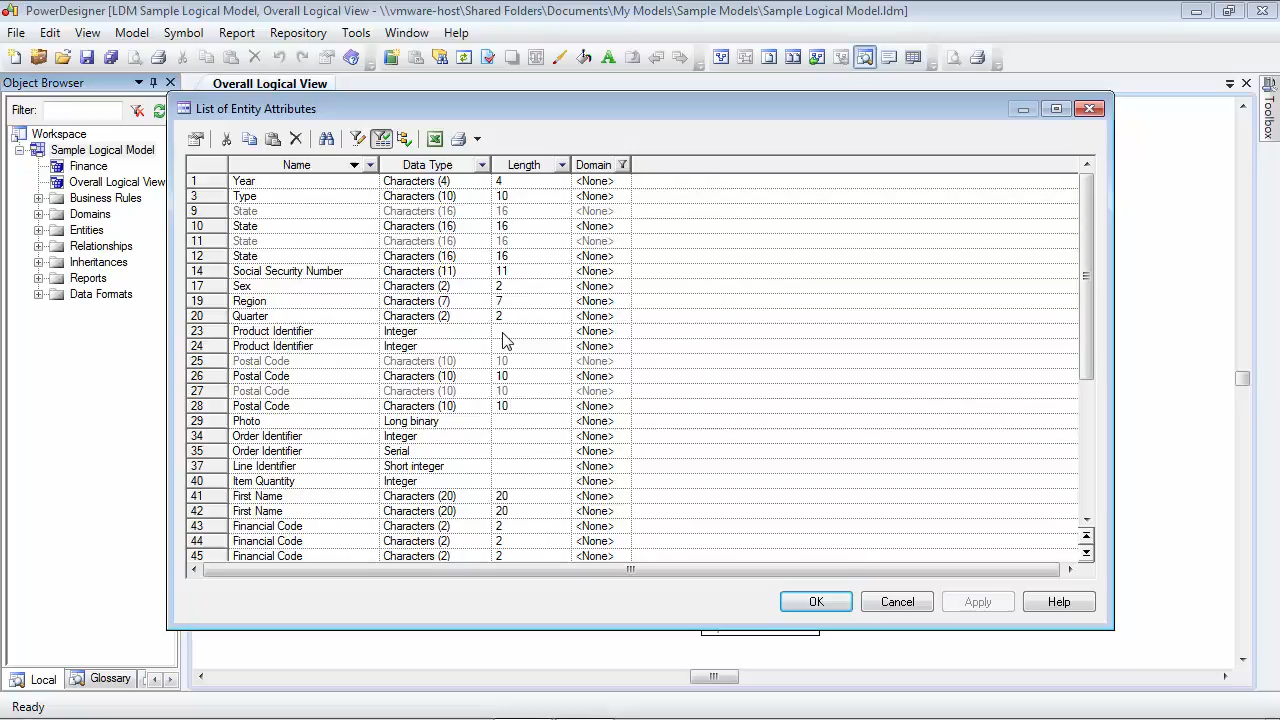 PowerDesigner [LDM Sample Logical Model, Overall Logical View - \\vmware-host\Shared Folders\Documents\My Models\Sample Models\Sample Logical Model.ldm]
File Edit View Model Symbol Report Repository Tools Window Help
Object Browser
Overall Logical View
Filter:
Toolbox
Workspace
Sample Logical Model
Finance
Overall Logical View
Business Rules
Domains
Entities
Relationships
Inheritances
Reports
Data Formats
List of Entity Attributes
Name Data Type Length Domain
1 Year Characters (4) 4 <None>
3 Type Characters (10) 10 <None>
9 State Characters (16) 16 <None>
10 State Characters (16) 16 <None>
11 State Characters (16) 16 <None>
12 State Characters (16) 16 <None>
14 Social Security Number Characters (11) 11 <None>
17 Sex Characters (2) 2 <None>
19 Region Characters (7) 7 <None>
20 Quarter Characters (2) 2 <None>
23 Product Identifier Integer <None>
24 Product Identifier Integer <None>
25 Postal Code Characters (10) 10 <None>
26 Postal Code Characters (10) 10 <None>
27 Postal Code Characters (10) 10 <None>
28 Postal Code Characters (10) 10 <None>
29 Photo Long binary <None>
34 Order Identifier Integer <None>
35 Order Identifier Serial <None>
37 Line Identifier Short integer <None>
40 Item Quantity Integer <None>
41 First Name Characters (20) 20 <None>
42 First Name Characters (20) 20 <None>
43 Financial Code Characters (2) 2 <None>
44 Financial Code Characters (2) 2 <None>
45 Financial Code Characters (2) 2 <None>
OK Cancel Apply Help
Local Glossary
Ready